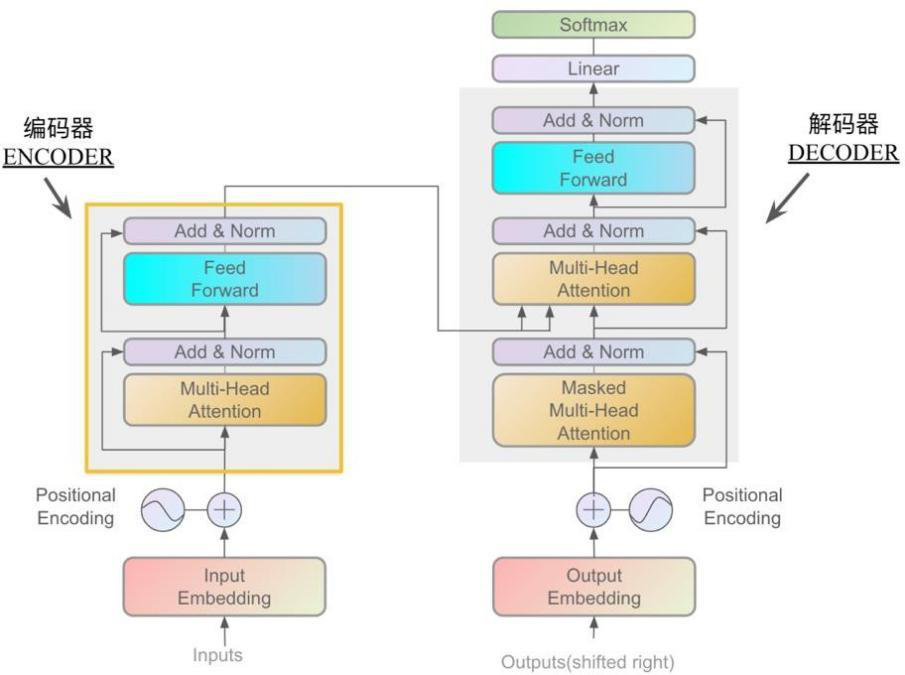 编码器
ENCODER
Add & Norm
Feed
Forward
Add & Norm
Multi-Head
Attention
Positional
Encoding
Input
Embedding
Inputs
解码器
DECODER
Softmax
Linear
Add & Norm
Feed
Forward
Add & Norm
Multi-Head
Attention
Add & Norm
Masked
Multi-Head
Attention
Positional
Encoding
Output
Embedding
Outputs(shifted right)